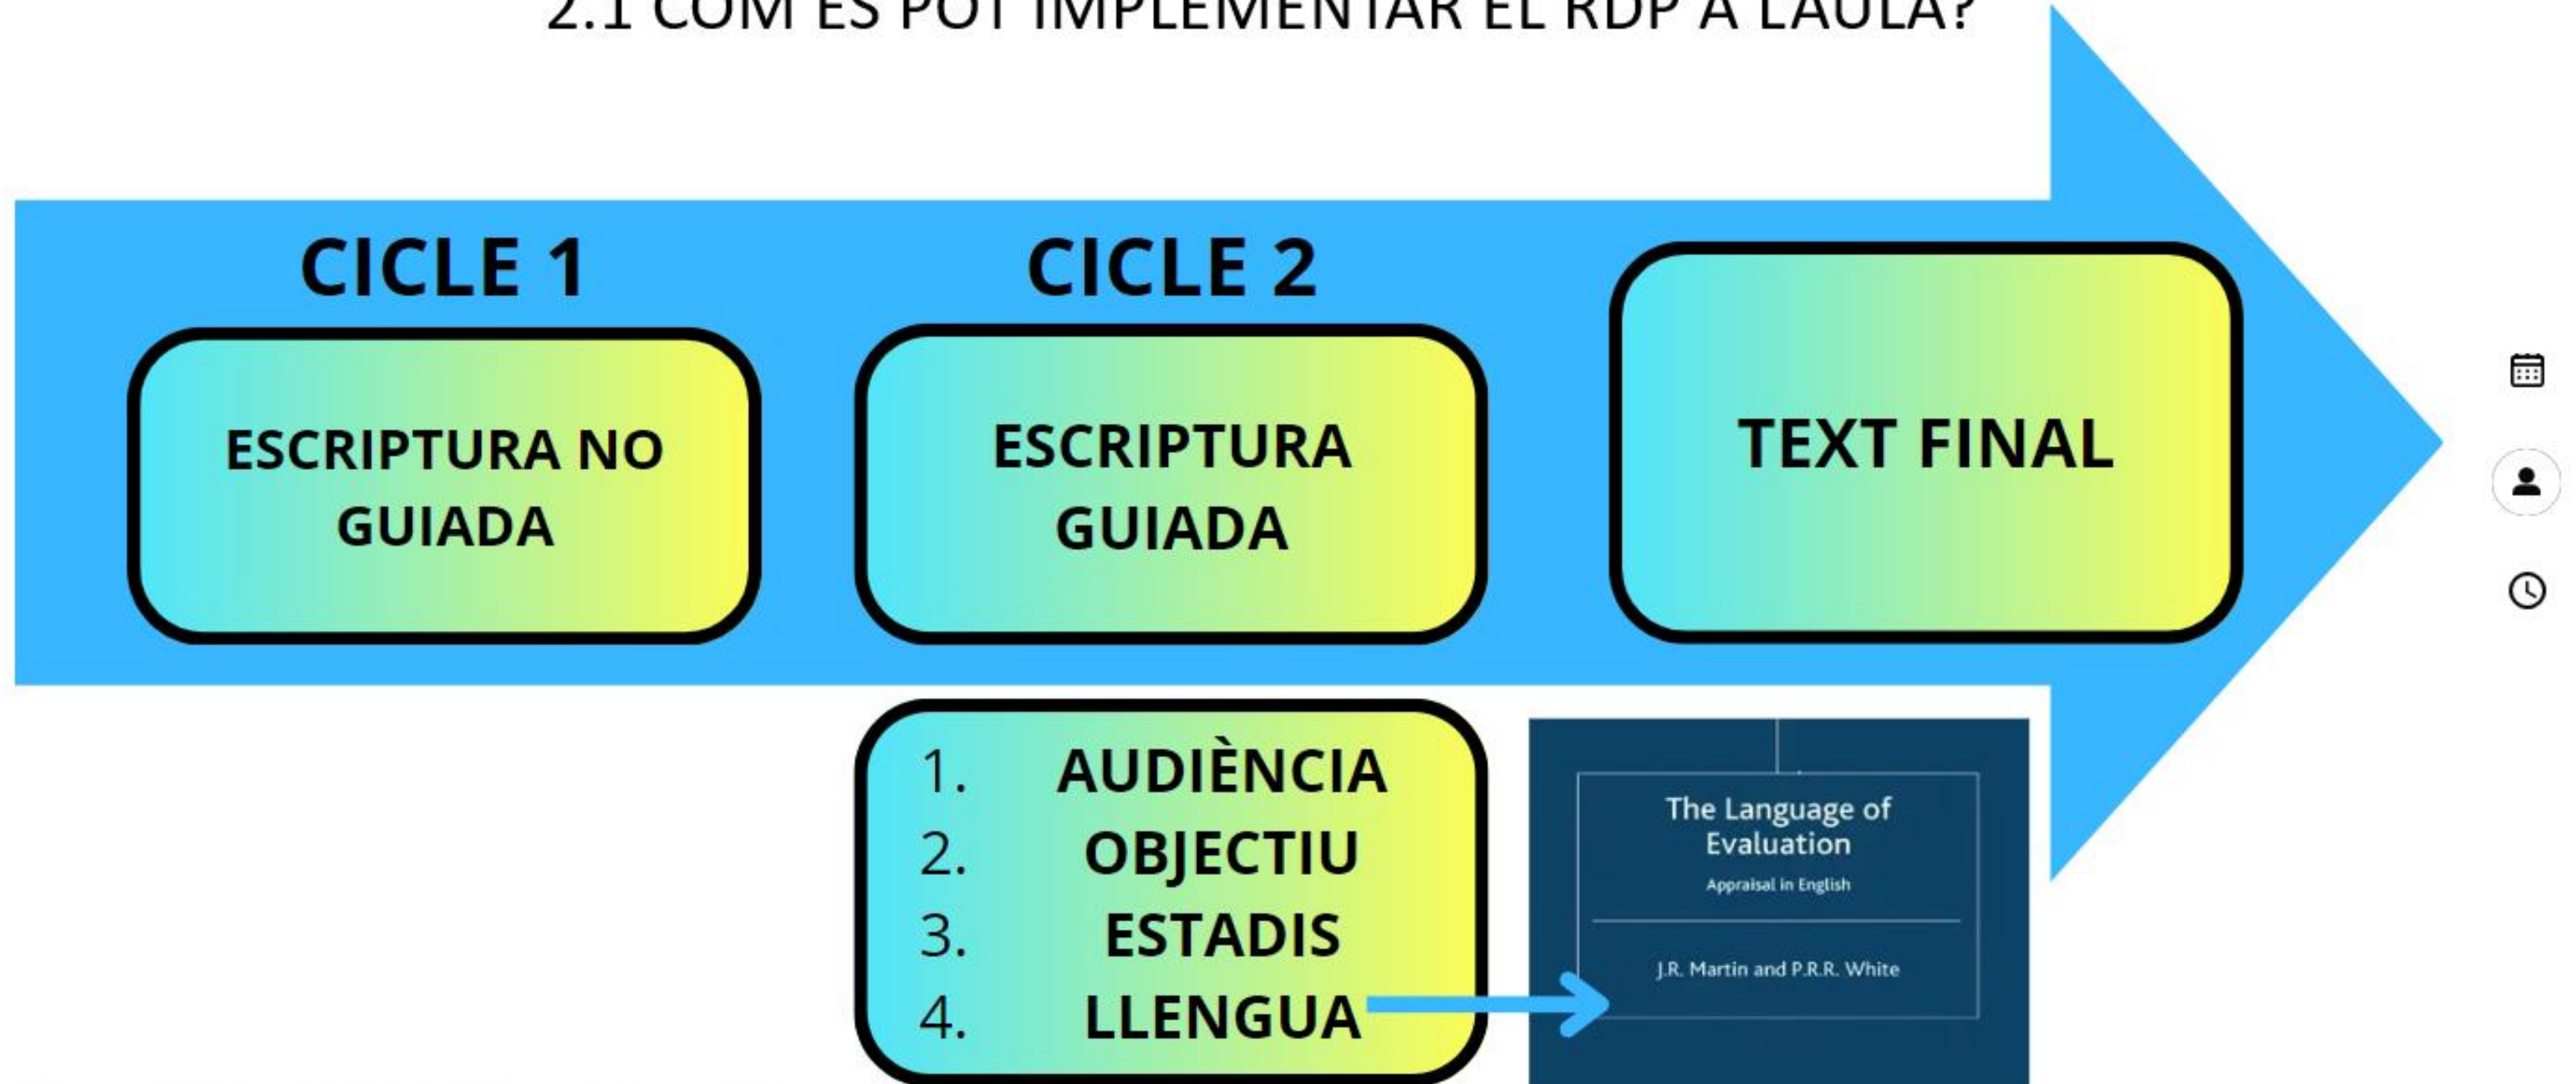 2.1 COM ES POT IMPLEMENTAR EL RDP A L'AULA?
CICLE 1
ESCRIPTURA NO
GUIADA
CICLE 2
ESCRIPTURA
GUIADA
TEXT FINAL
1. AUDIÈNCIA
2. OBJECTIU
3. ESTADIS
4. LLENGUA
The Language of
Evaluation
Appraisal in English
J.R. Martin and P.R.R. White